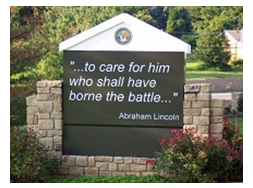 "...to care for him
who shall have
borne the battle..."
Abraham Lincoln